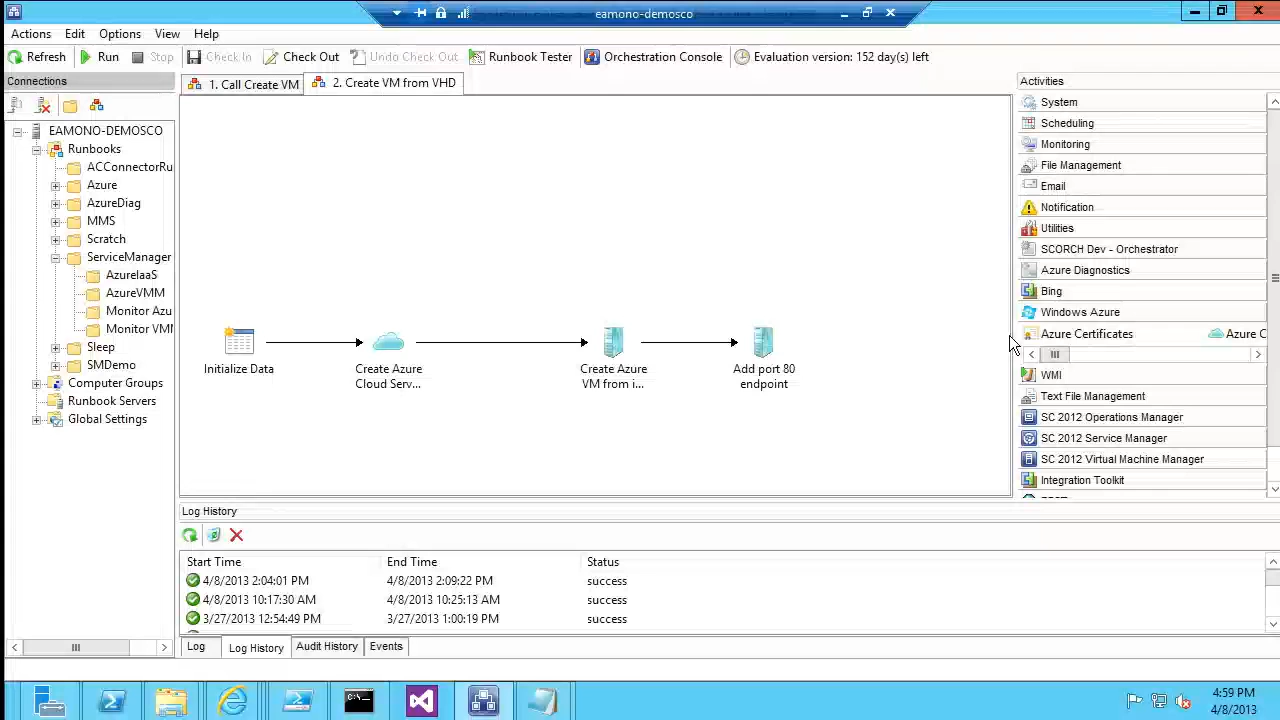 eamono-demosco
Actions Edit Options View Help
Refresh Run Stop Check In Check Out Undo Check Out Runbook Tester Orchestration Console Evaluation version: 152 day(s) left
Connections
1. Call Create VM 2. Create VM from VHD
Activities
EAMONO-DEMOSCO
Runbooks
ACConnectorRu
Azure
AzureDiag
MMS
Scratch
ServiceManager
AzureIaaS
AzureVMM
Monitor Azu
Monitor VMM
Sleep
SMDemo
Computer Groups
Runbook Servers
Global Settings
Initialize Data
Create Azure
Cloud Serv...
Create Azure
VM from i...
Add port 80
endpoint
System
Scheduling
Monitoring
File Management
Email
Notification
Utilities
SCORCH Dev - Orchestrator
Azure Diagnostics
Bing
Windows Azure
Azure Certificates Azure C
WMI
Text File Management
SC 2012 Operations Manager
SC 2012 Service Manager
SC 2012 Virtual Machine Manager
Integration Toolkit
Log History
Start Time End Time Status
4/8/2013 2:04:01 PM 4/8/2013 2:09:22 PM success
4/8/2013 10:17:30 AM 4/8/2013 10:25:13 AM success
3/27/2013 12:54:49 PM 3/27/2013 1:00:19 PM success
Log Log History Audit History Events
4:59 PM
4/8/2013